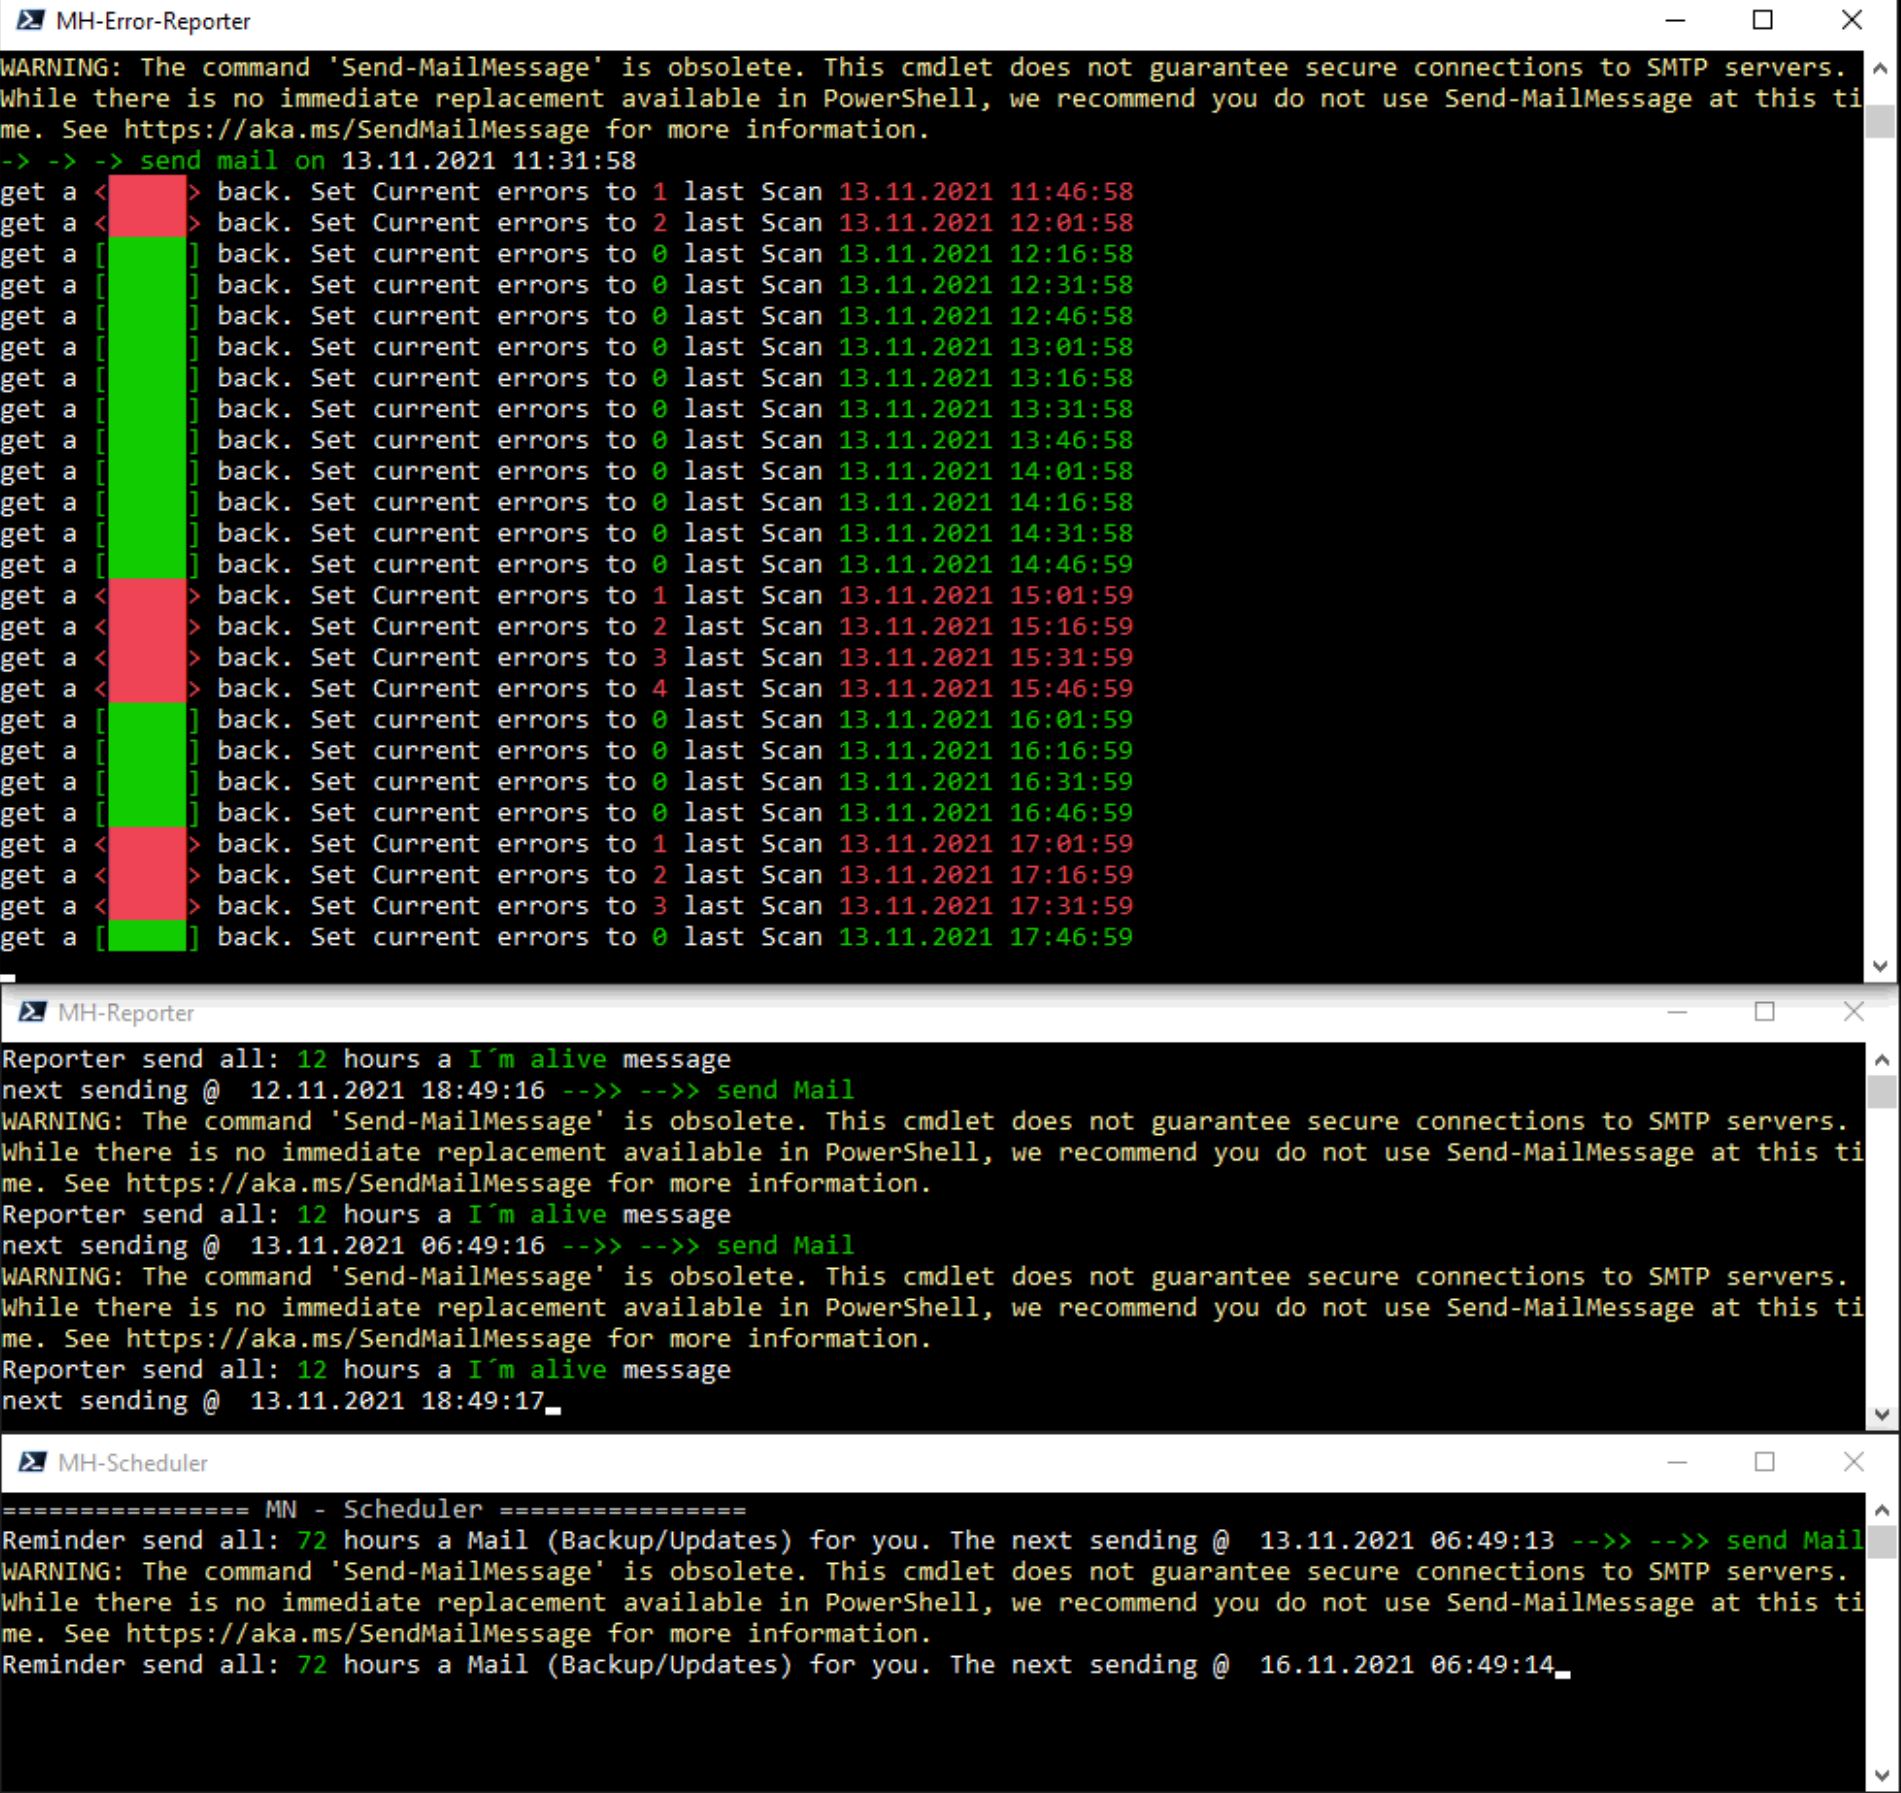 MH-Error-Reporter
WARNING: The command 'Send-MailMessage' is obsolete. This cmdlet does not guarantee secure connections to SMTP servers.
While there is no immediate replacement available in PowerShell, we recommend you do not use Send-MailMessage at this ti
me. See https://aka.ms/SendMailMessage for more information.
-> -> -> send mail on 13.11.2021 11:31:58
get a < > back. Set Current errors to 1 last Scan 13.11.2021 11:46:58
get a < > back. Set Current errors to 2 last Scan 13.11.2021 12:01:58
get a [ ] back. Set current errors to 0 last Scan 13.11.2021 12:16:58
get a [ ] back. Set current errors to 0 last Scan 13.11.2021 12:31:58
get a [ ] back. Set current errors to 0 last Scan 13.11.2021 12:46:58
get a [ ] back. Set current errors to 0 last Scan 13.11.2021 13:01:58
get a [ ] back. Set current errors to 0 last Scan 13.11.2021 13:16:58
get a [ ] back. Set current errors to 0 last Scan 13.11.2021 13:31:58
get a [ ] back. Set current errors to 0 last Scan 13.11.2021 13:46:58
get a [ ] back. Set current errors to 0 last Scan 13.11.2021 14:01:58
get a [ ] back. Set current errors to 0 last Scan 13.11.2021 14:16:58
get a [ ] back. Set current errors to 0 last Scan 13.11.2021 14:31:58
get a [ ] back. Set current errors to 0 last Scan 13.11.2021 14:46:59
get a < > back. Set Current errors to 1 last Scan 13.11.2021 15:01:59
get a < > back. Set Current errors to 2 last Scan 13.11.2021 15:16:59
get a < > back. Set Current errors to 3 last Scan 13.11.2021 15:31:59
get a < > back. Set Current errors to 4 last Scan 13.11.2021 15:46:59
get a [ ] back. Set current errors to 0 last Scan 13.11.2021 16:01:59
get a [ ] back. Set current errors to 0 last Scan 13.11.2021 16:16:59
get a [ ] back. Set current errors to 0 last Scan 13.11.2021 16:31:59
get a [ ] back. Set current errors to 0 last Scan 13.11.2021 16:46:59
get a < > back. Set Current errors to 1 last Scan 13.11.2021 17:01:59
get a < > back. Set Current errors to 2 last Scan 13.11.2021 17:16:59
get a < > back. Set Current errors to 3 last Scan 13.11.2021 17:31:59
get a [ ] back. Set current errors to 0 last Scan 13.11.2021 17:46:59
MH-Reporter
Reporter send all: 12 hours a I´m alive message
next sending @  12.11.2021 18:49:16 -->> -->> send Mail
WARNING: The command 'Send-MailMessage' is obsolete. This cmdlet does not guarantee secure connections to SMTP servers.
While there is no immediate replacement available in PowerShell, we recommend you do not use Send-MailMessage at this ti
me. See https://aka.ms/SendMailMessage for more information.
Reporter send all: 12 hours a I´m alive message
next sending @  13.11.2021 06:49:16 -->> -->> send Mail
WARNING: The command 'Send-MailMessage' is obsolete. This cmdlet does not guarantee secure connections to SMTP servers.
While there is no immediate replacement available in PowerShell, we recommend you do not use Send-MailMessage at this ti
me. See https://aka.ms/SendMailMessage for more information.
Reporter send all: 12 hours a I´m alive message
next sending @  13.11.2021 18:49:17
MH-Scheduler
================ MN - Scheduler ================
Reminder send all: 72 hours a Mail (Backup/Updates) for you. The next sending @  13.11.2021 06:49:13 -->> -->> send Mail
WARNING: The command 'Send-MailMessage' is obsolete. This cmdlet does not guarantee secure connections to SMTP servers.
While there is no immediate replacement available in PowerShell, we recommend you do not use Send-MailMessage at this ti
me. See https://aka.ms/SendMailMessage for more information.
Reminder send all: 72 hours a Mail (Backup/Updates) for you. The next sending @  16.11.2021 06:49:14